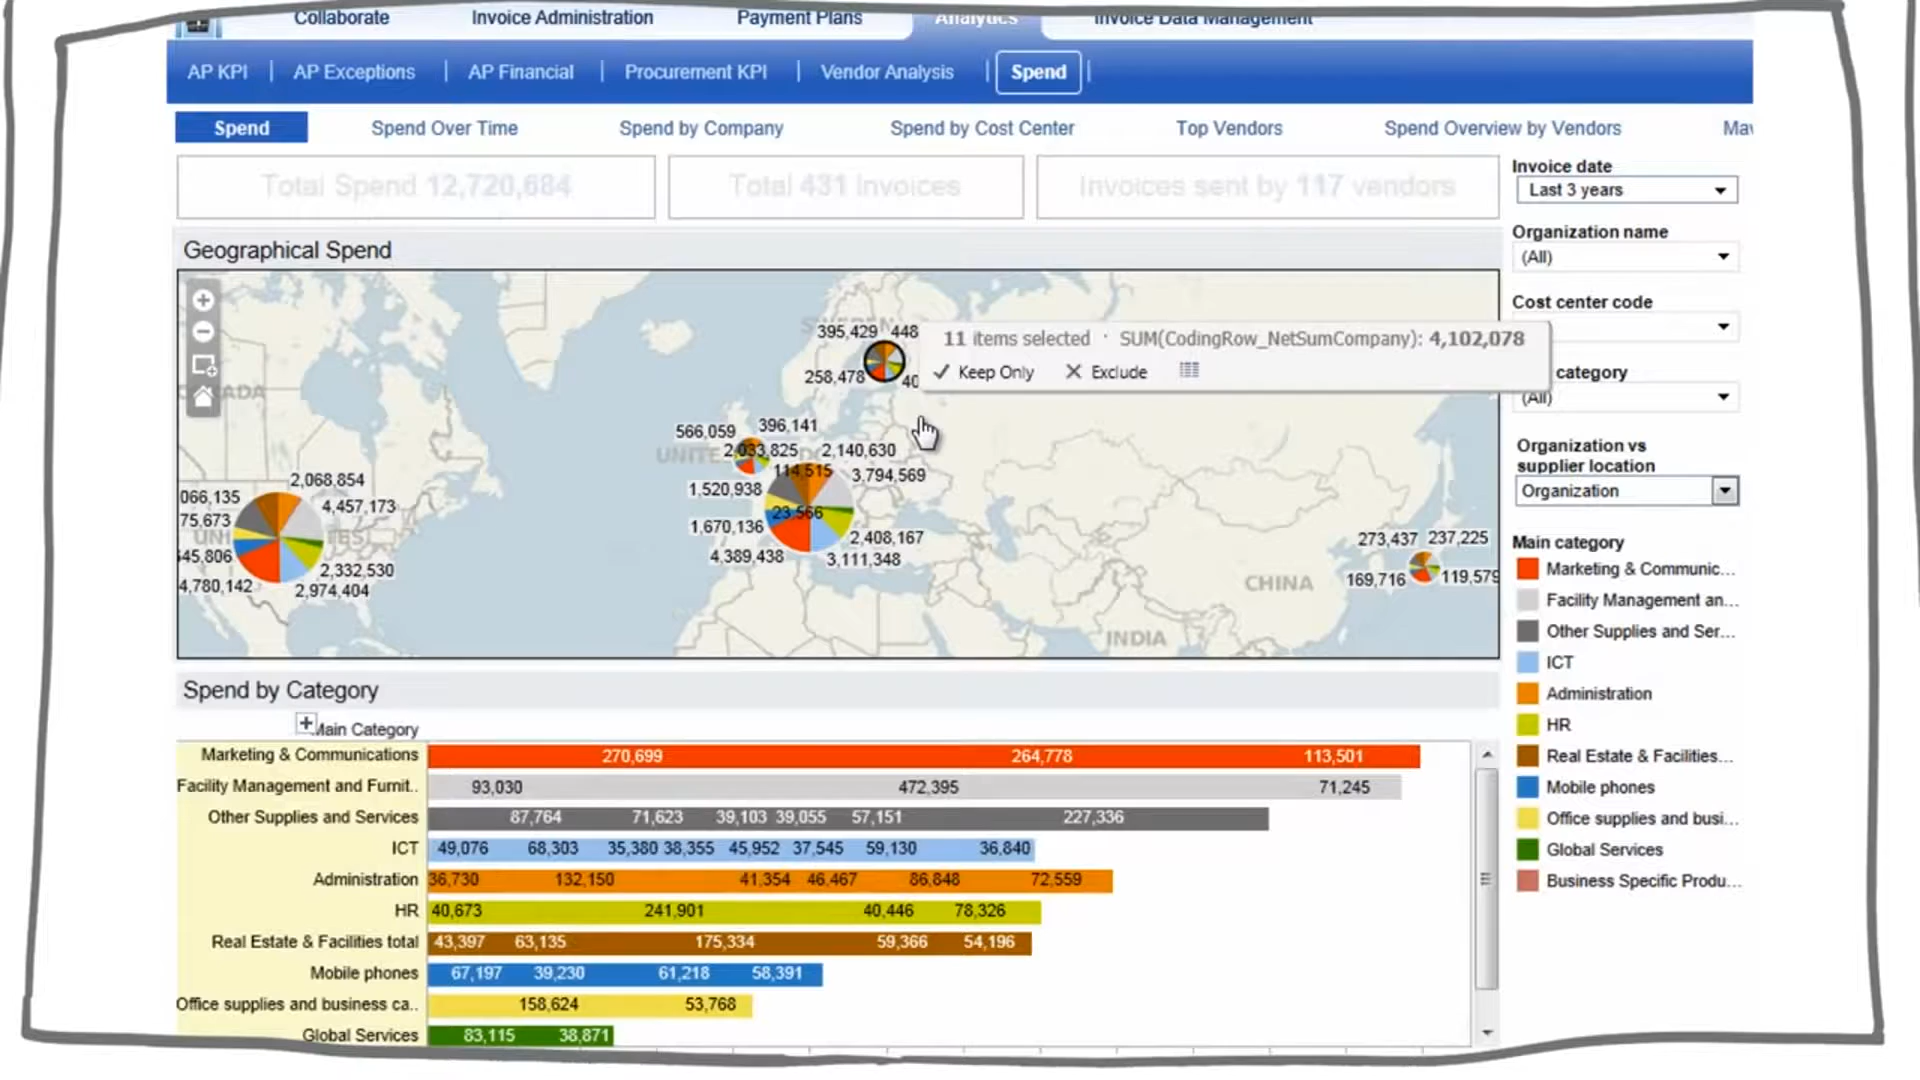 Collaborate Invoice Administration Payment Plans Analytics Invoice Data Management
AP KPI AP Exceptions AP Financial Procurement KPI Vendor Analysis Spend
Spend Spend Over Time Spend by Company Spend by Cost Center Top Vendors Spend Overview by Vendors
Total Spend 12,720,684 Total 431 invoices Invoices sent by 117 vendors
Invoice date
Last 3 years
Organization name
(All)
Cost center code
category
(All)
Organization vs
supplier location
Organization
Geographical Spend
SWEDEN
395,429 448
11 items selected · SUM(CodingRow_NetSumCompany): 4,102,078
Keep Only Exclude
258,478 40
566,059 396,141
2,033,825 2,140,630
114,515 3,794,569
1,520,938
23,566
1,670,136 2,408,167
4,389,438 3,111,348
2,068,854
066,135 4,457,173
75,673
2,332,530
4,780,142 2,974,404
273,437 237,225
169,716 119,579
CHINA
INDIA
Main category
Marketing & Communic...
Facility Management an...
Other Supplies and Ser...
ICT
Administration
HR
Real Estate & Facilities...
Mobile phones
Office supplies and busi...
Global Services
Business Specific Produ...
Spend by Category
Main Category
Marketing & Communications 270,699 264,778 113,501
Facility Management and Furnit.. 93,030 472,395 71,245
Other Supplies and Services 87,764 71,623 39,103 39,055 57,151 227,336
ICT 49,076 68,303 35,380 38,355 45,952 37,545 59,130 36,840
Administration 36,730 132,150 41,354 46,467 86,848 72,559
HR 40,673 241,901 40,446 78,326
Real Estate & Facilities total 43,397 63,135 175,334 59,366 54,196
Mobile phones 67,197 39,230 61,218 58,391
Office supplies and business ca.. 158,624 53,768
Global Services 83,115 38,871